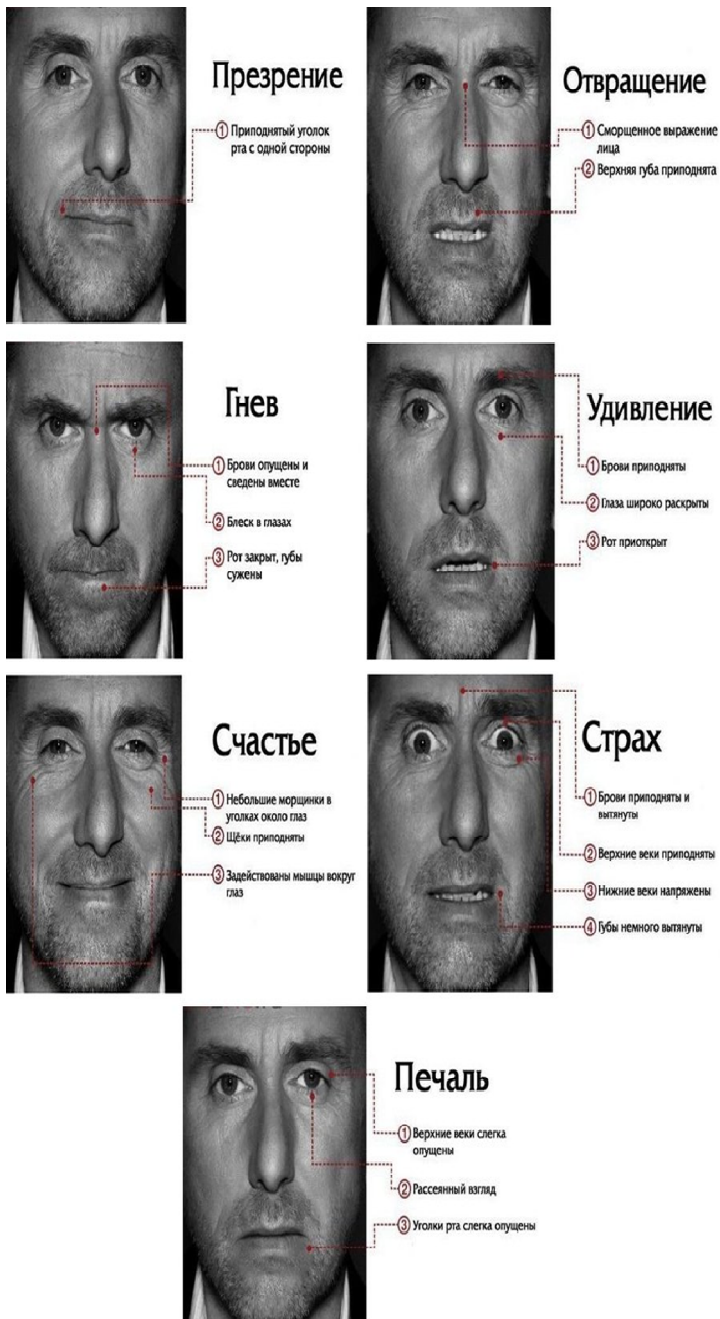 Презрение
① Приподнятый уголок
рта с одной стороны
Отвращение
① Сморщенное выражение
лица
② Верхняя губа приподнята
Гнев
① Брови опущены и
сведены вместе
② Блеск в глазах
③ Рот закрыт, губы
сужены
Удивление
① Брови приподняты
② Глаза широко раскрыты
③ Рот приоткрыт
Счастье
① Небольшие морщинки в
уголках около глаз
② Щёки приподняты
③ Задействованы мышцы вокруг
глаз
Страх
① Брови приподняты и
вытянуты
② Верхние веки приподняты
③ Нижние веки напряжены
④ Губы немного вытянуты
Печаль
① Верхние веки слегка
опущены
② Рассеянный взгляд
③ Уголки рта слегка опущены